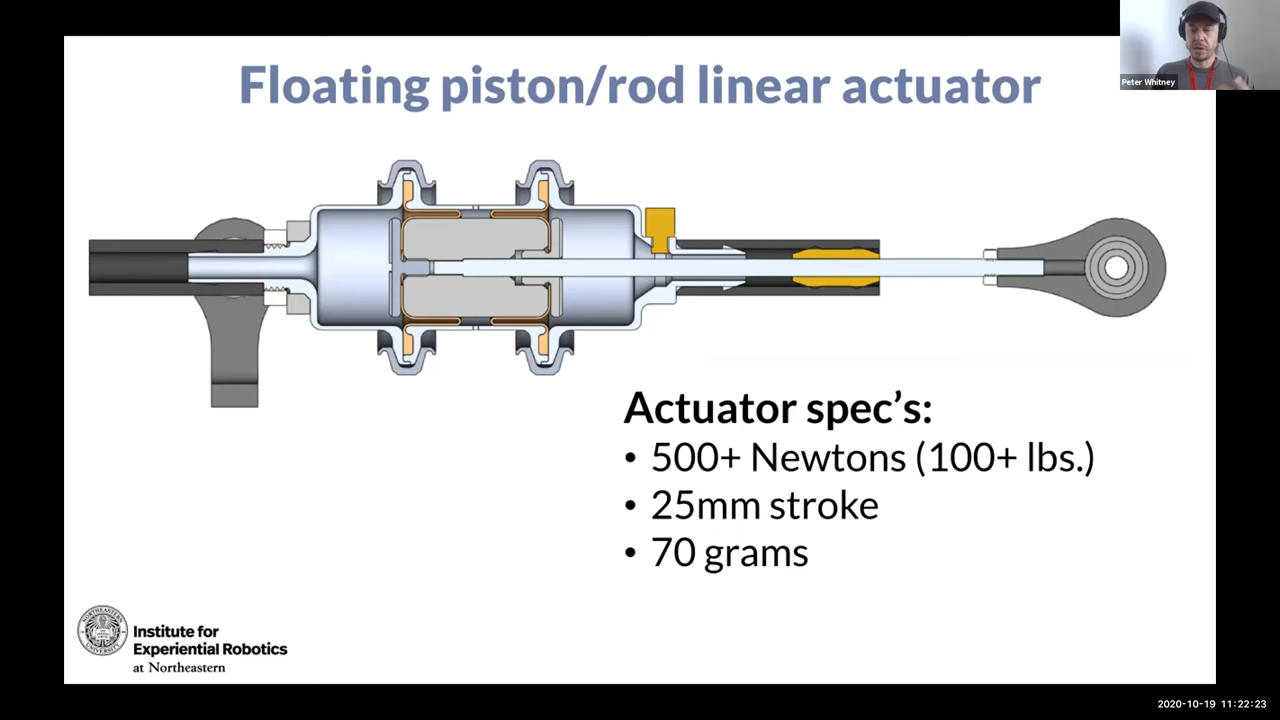 Floating piston/rod linear actuator
Peter Whitney
Actuator spec's:
• 500+ Newtons (100+ lbs.)
• 25mm stroke
• 70 grams
Institute for
Experiential Robotics
at Northeastern
2020-10-19 11:22:23